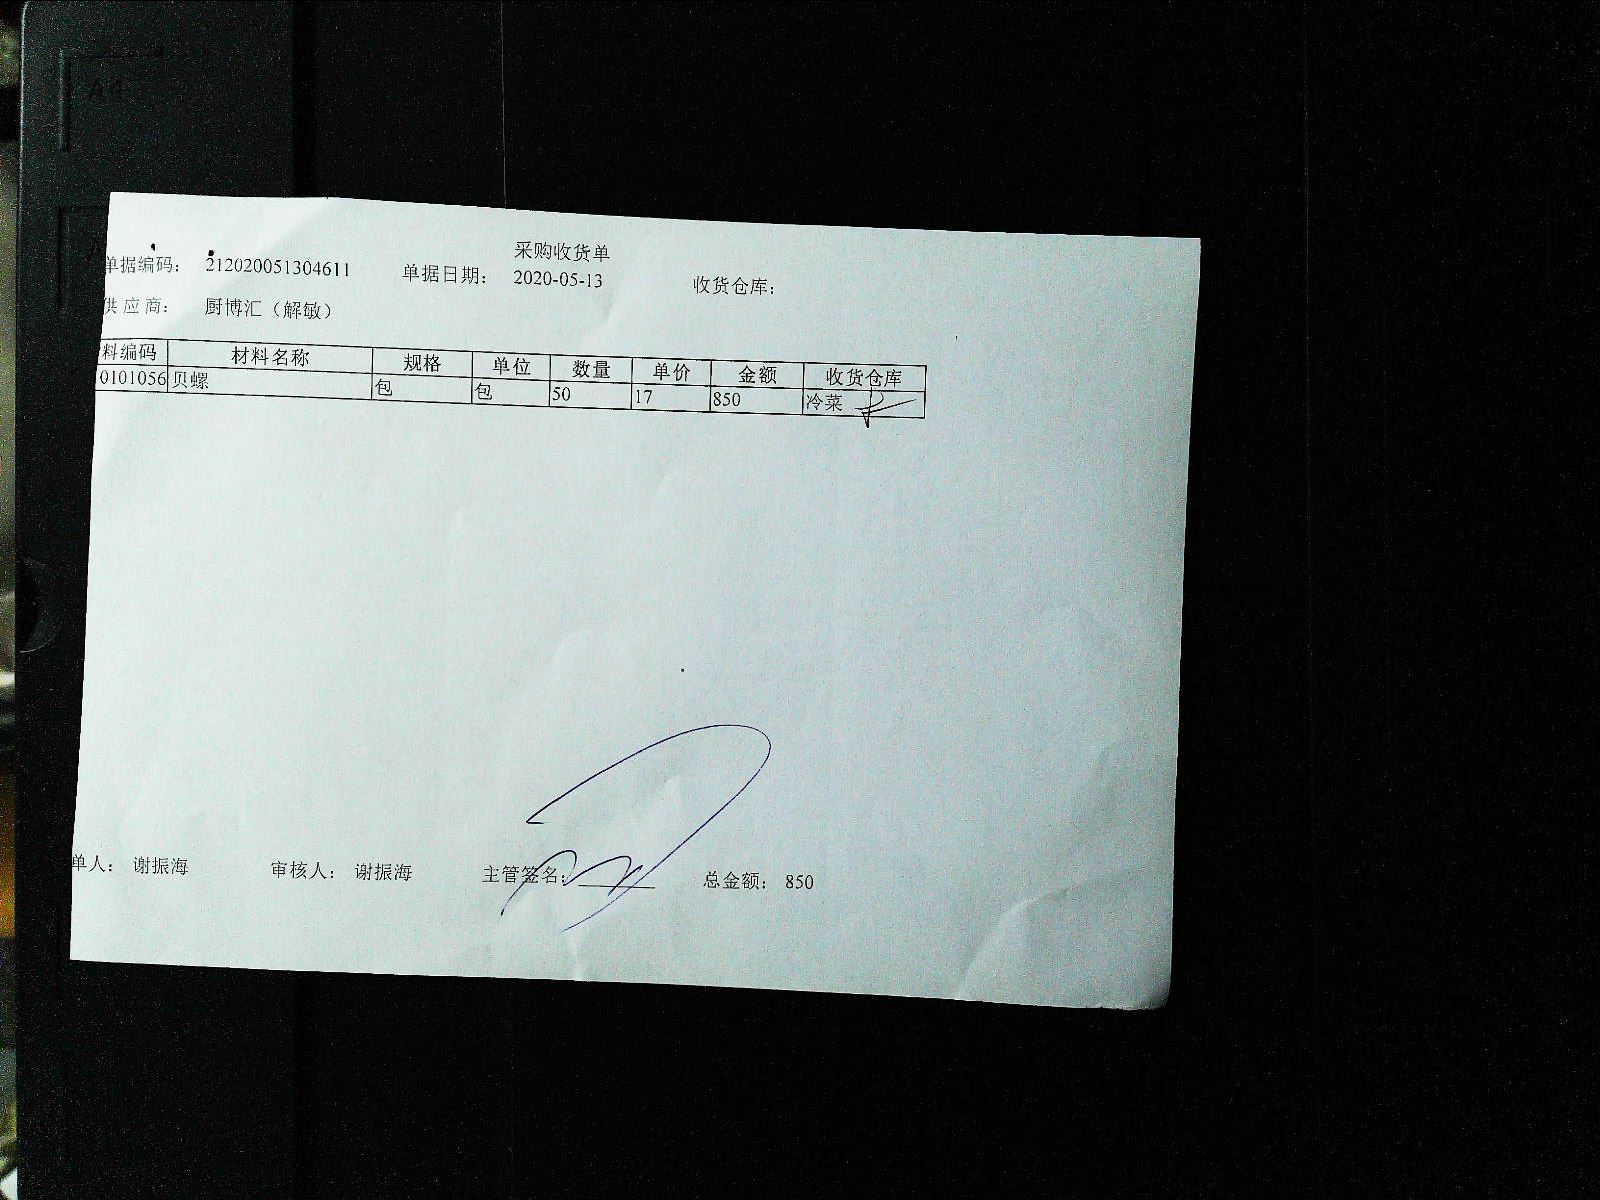 A4
采购收货单
单据编码： 212020051304611 单据日期： 2020-05-13 收货仓库：
供应商： 厨博汇（解敏）
料编码 材料名称 规格 单位 数量 单价 金额 收货仓库
0101056 贝螺 包 包 50 17 850 冷菜
单人： 谢振海 审核人： 谢振海 主管签名： 总金额： 850